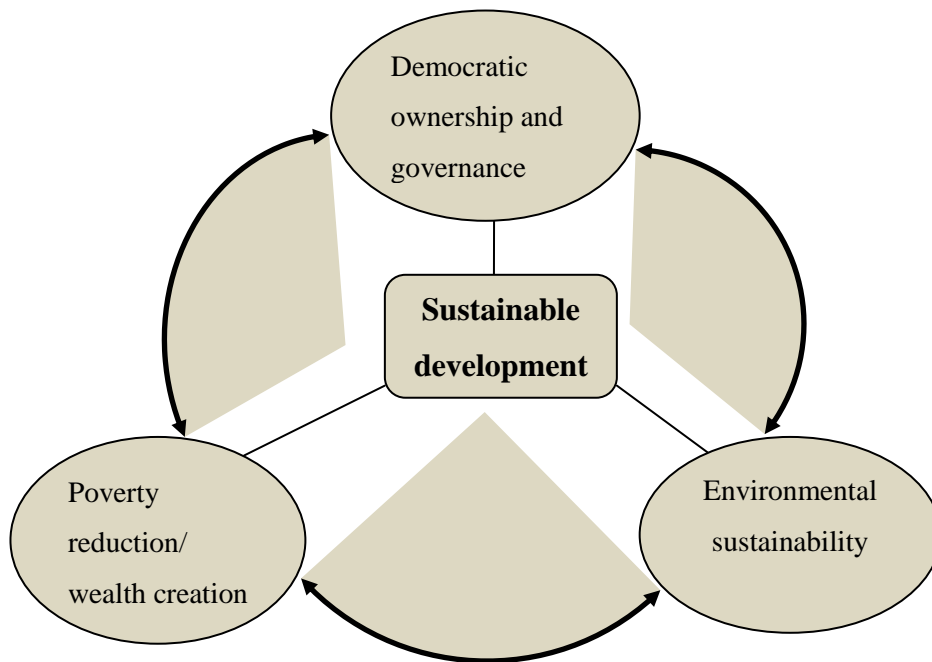 Democratic
ownership and
governance
Sustainable
development
Poverty
reduction/
wealth creation
Environmental
sustainability